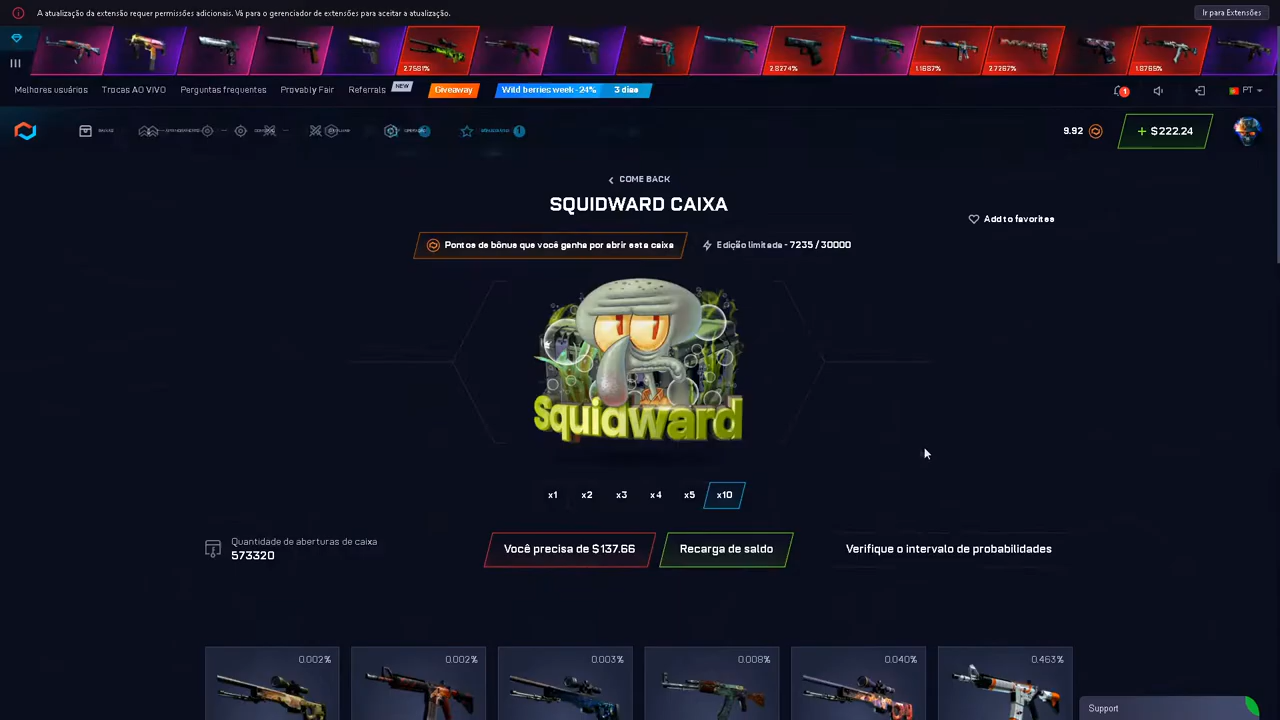 A atualização da extensão requer permissões adicionais. Vá para o gerenciador de extensões para aceitar a atualização.
Ir para Extensões
2.7581%
2.8274%
1.1687%
2.7267%
1.8765%
Melhores usuários
Trocas AO VIVO
Perguntas frequentes
Provably Fair
Referrals
NEW
Giveaway
Wild berries week -24%
3 dias
1
PT
1
9.92
+ $222.24
COME BACK
SQUIDWARD CAIXA
Add to favorites
Pontos de bônus que você ganha por abrir esta caixa
Edição limitada - 7235 / 30000
Squidward
x1 x2 x3 x4 x5 x10
Quantidade de aberturas de caixa
573320
Você precisa de $137.66
Recarga de saldo
Verifique o intervalo de probabilidades
0.002%
0.002%
0.003%
0.008%
0.040%
0.463%
Support